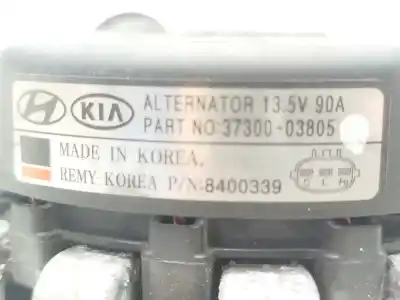 KIA ALTERNATOR 13.5V 90A
PART NO:37300-03805
MADE IN KOREA.
REMY KOREA P/N:8400339